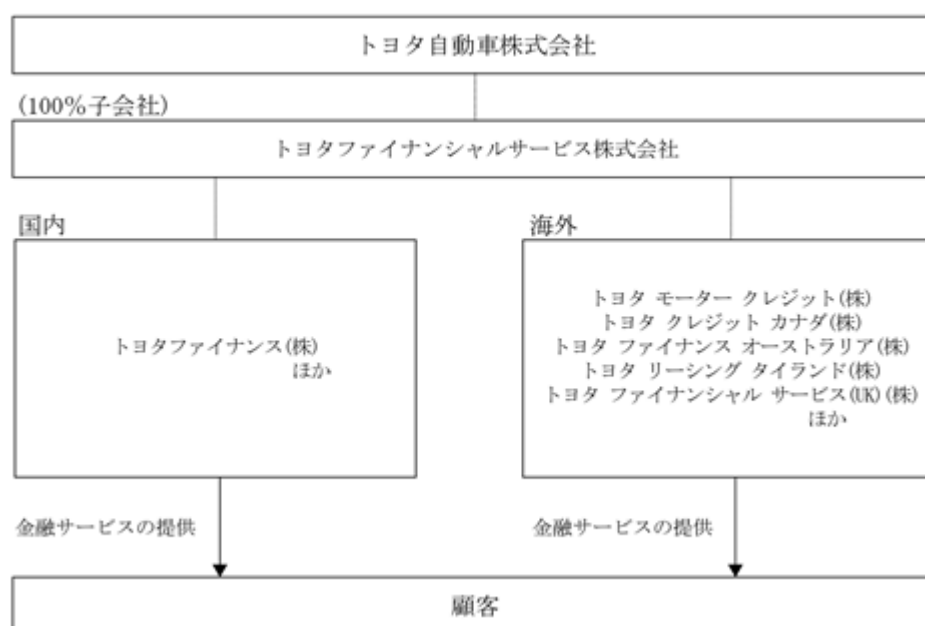 トヨタ自動車株式会社
(100%子会社)
トヨタファイナンシャルサービス株式会社
国内
海外
トヨタファイナンス(株)
ほか
トヨタ モーター クレジット(株)
トヨタ クレジット カナダ(株)
トヨタ ファイナンス オーストラリア(株)
トヨタ リーシング タイランド(株)
トヨタ ファイナンシャル サービス(UK)(株)
ほか
金融サービスの提供
金融サービスの提供
顧客